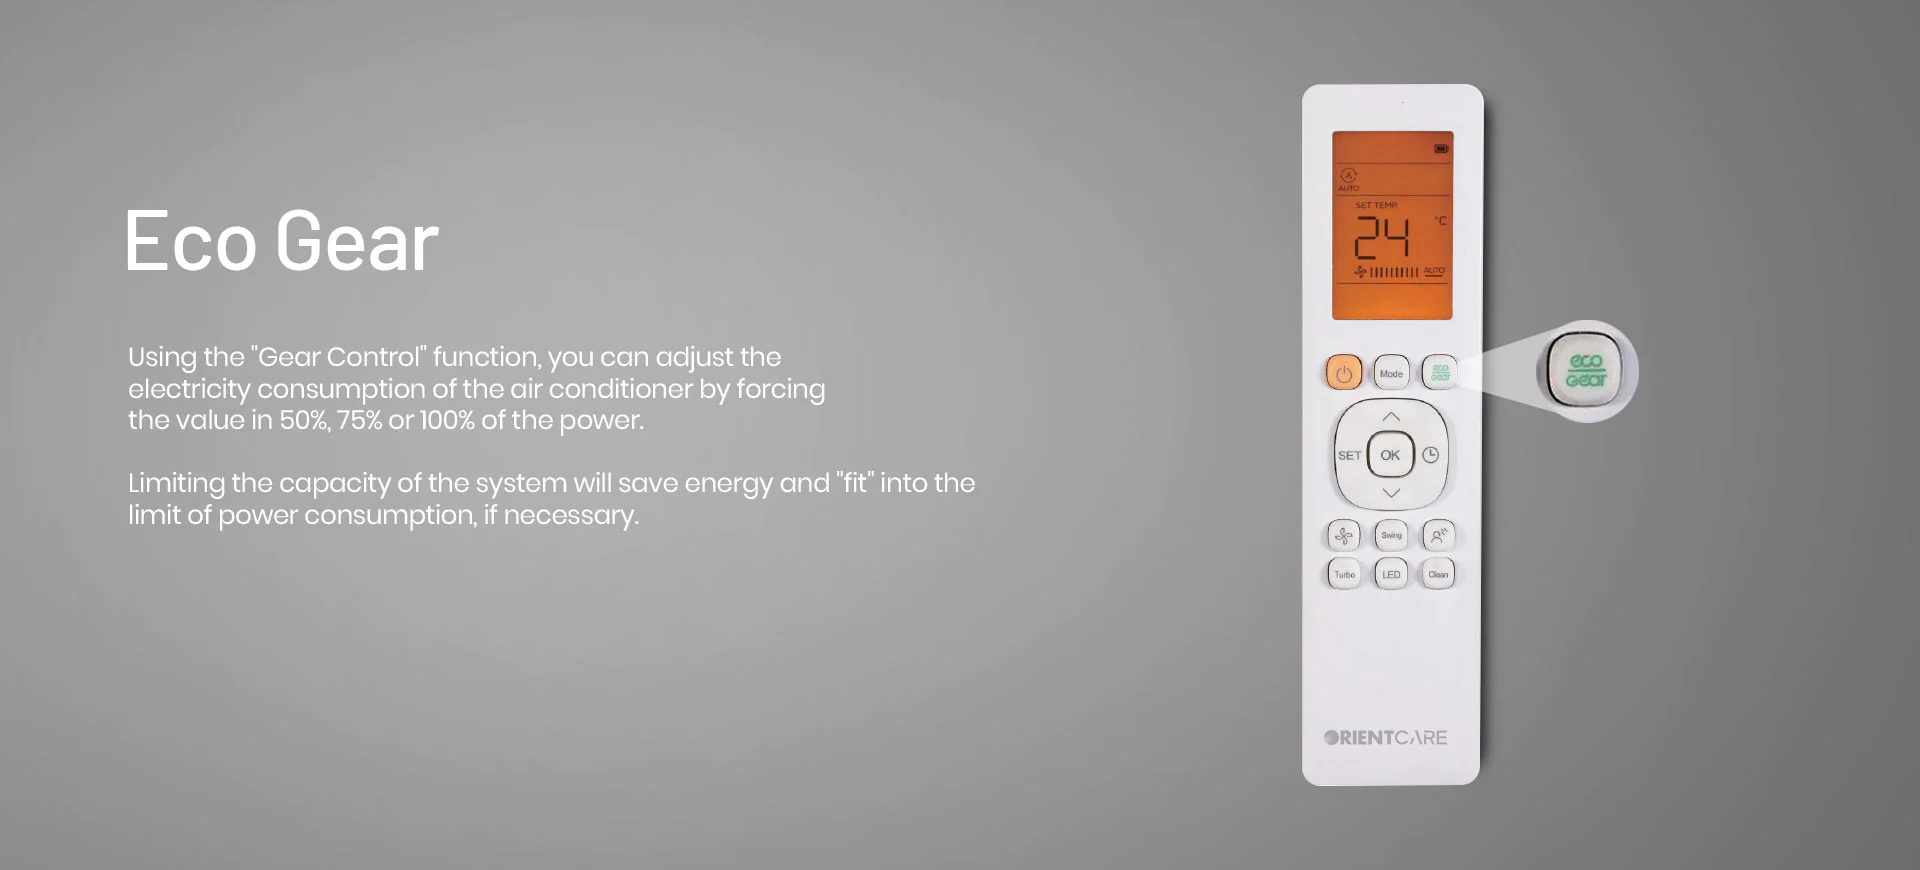 Eco Gear
Using the "Gear Control" function, you can adjust the
electricity consumption of the air conditioner by forcing
the value in 50%, 75% or 100% of the power.
Limiting the capacity of the system will save energy and "fit" into the
limit of power consumption, if necessary.
AUTO
SET TEMP.
24 °C
AUTO
Mode
eco
Gear
eco
Gear
SET OK
Swing
Turbo LED Clean
ORIENTCARE